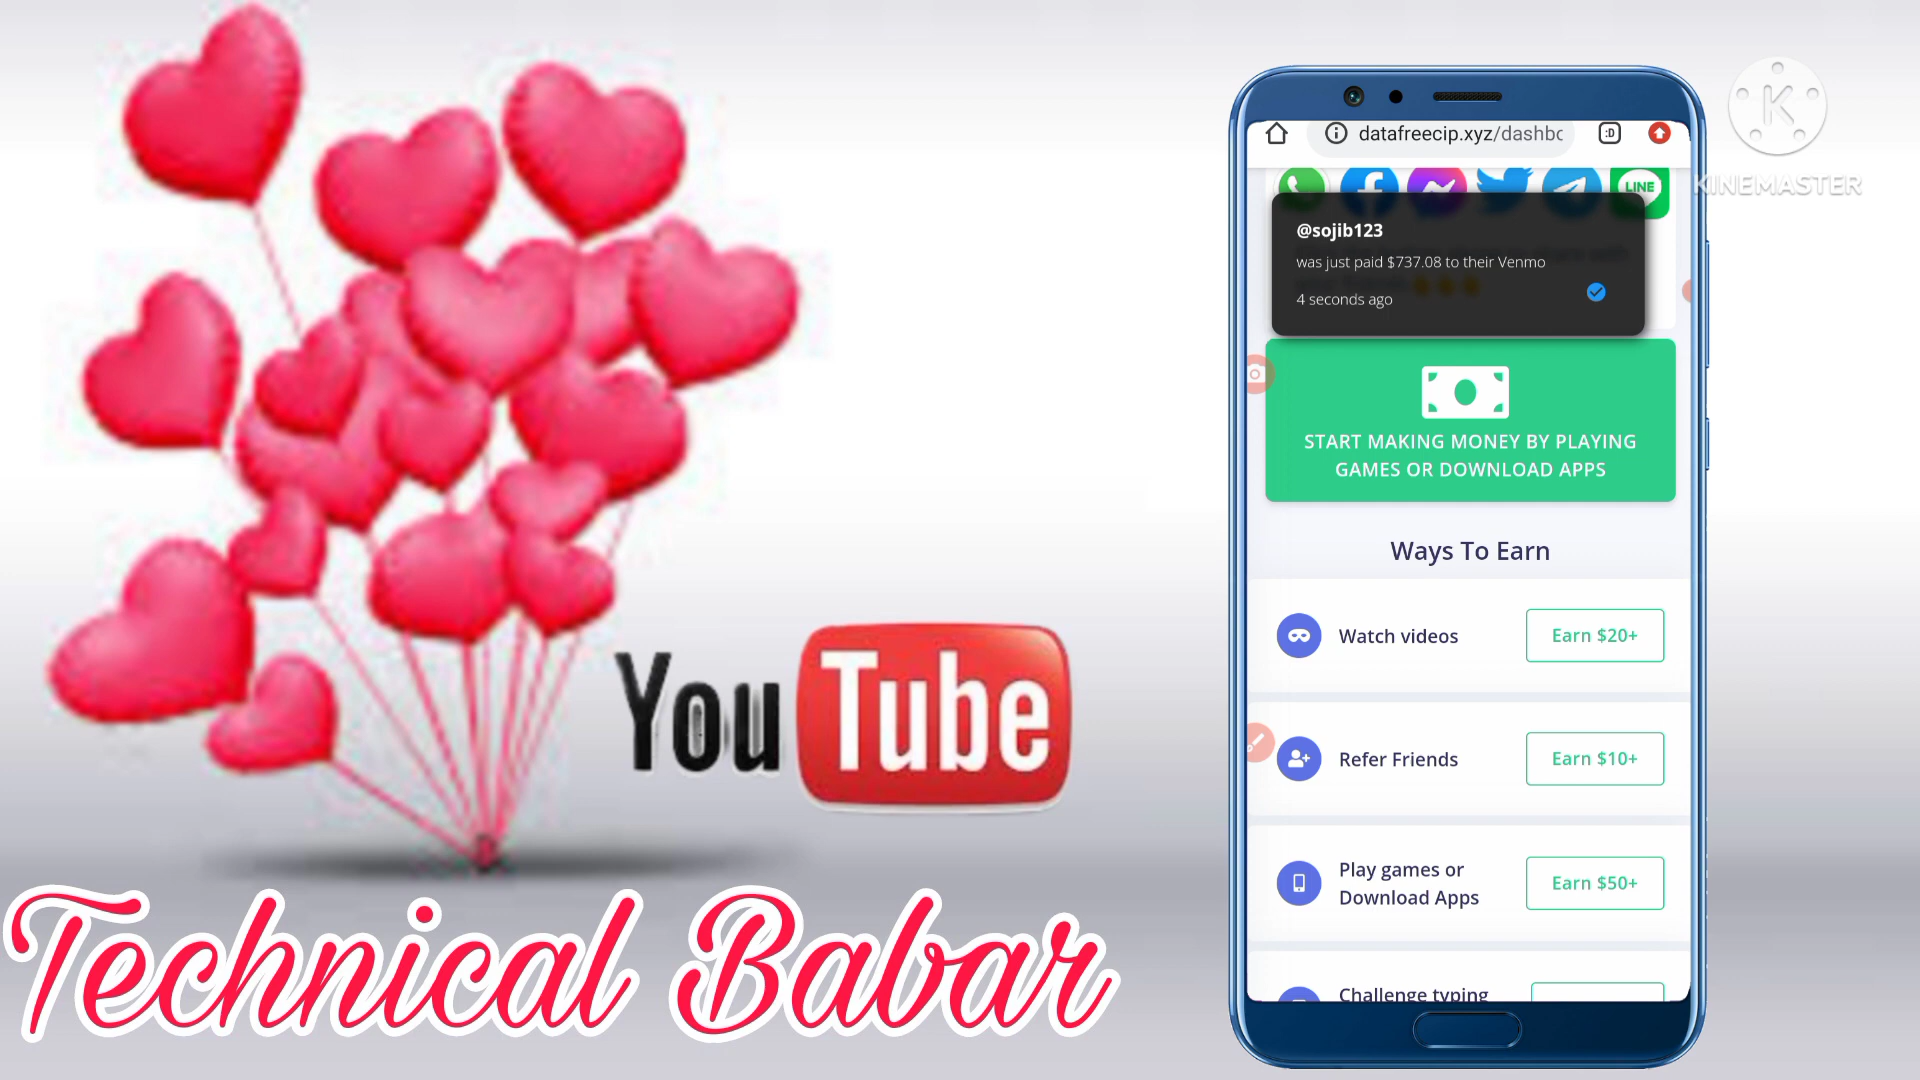 YouTube
Technical Babar
KINEMASTER
datafreecip.xyz/dashbc
:D
LINE
@sojib123
was just paid $737.08 to their Venmo
4 seconds ago
START MAKING MONEY BY PLAYING
GAMES OR DOWNLOAD APPS
Ways To Earn
Watch videos
Earn $20+
Refer Friends
Earn $10+
Play games or
Download Apps
Earn $50+
Challenge typing